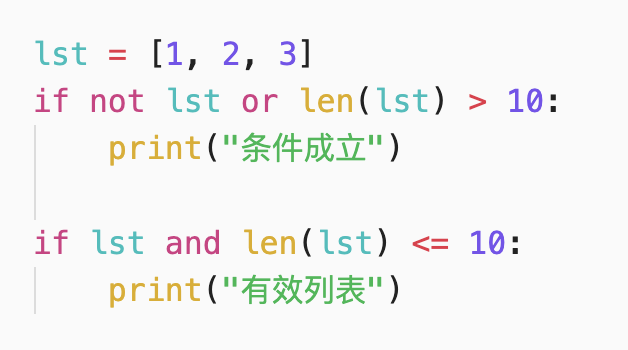 lst = [1, 2, 3]
if not lst or len(lst) > 10:
    print("条件成立")

if lst and len(lst) <= 10:
    print("有效列表")